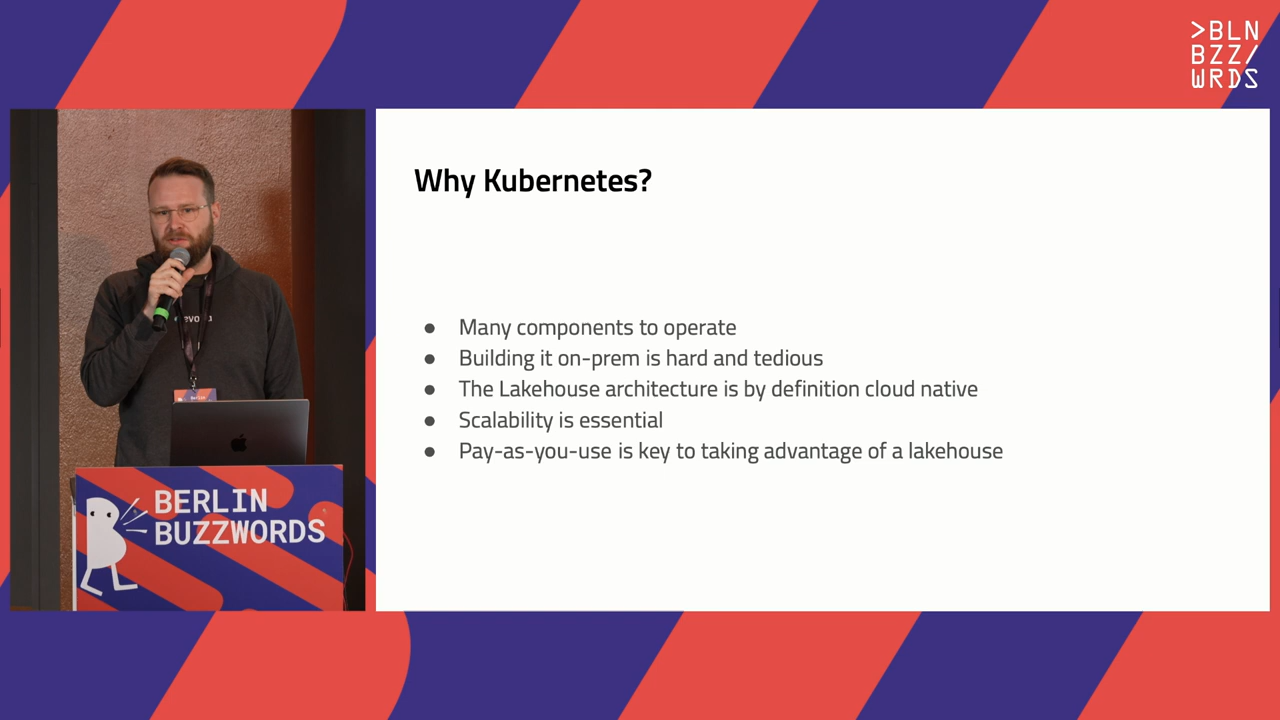 >BLN
BZZ/
WRDS
Why Kubernetes?
● Many components to operate
● Building it on-prem is hard and tedious
● The Lakehouse architecture is by definition cloud native
● Scalability is essential
● Pay-as-you-use is key to taking advantage of a lakehouse
BERLIN
BUZZWORDS